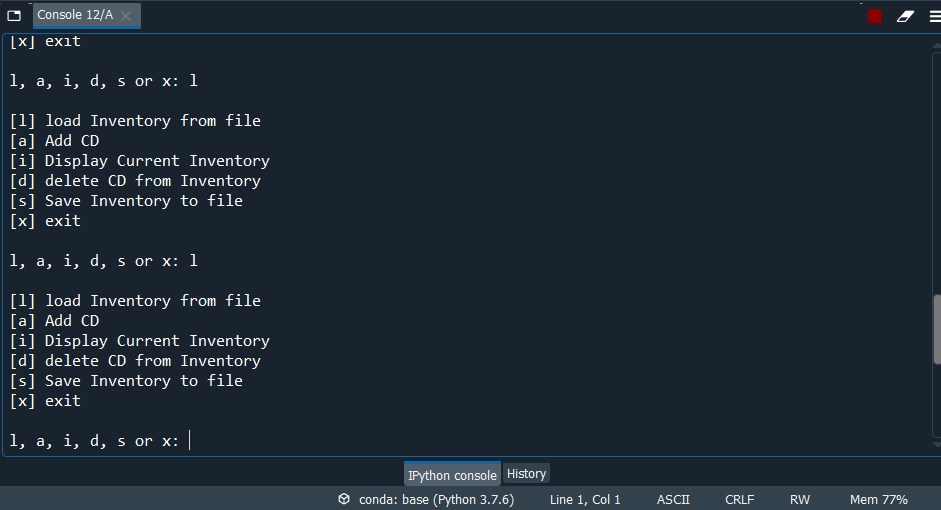 Console 12/A
[x] exit
l, a, i, d, s or x: l
[l] load Inventory from file
[a] Add CD
[i] Display Current Inventory
[d] delete CD from Inventory
[s] Save Inventory to file
[x] exit
l, a, i, d, s or x: l
[l] load Inventory from file
[a] Add CD
[i] Display Current Inventory
[d] delete CD from Inventory
[s] Save Inventory to file
[x] exit
l, a, i, d, s or x:
IPython console History
conda: base (Python 3.7.6) Line 1, Col 1 ASCII CRLF RW Mem 77%